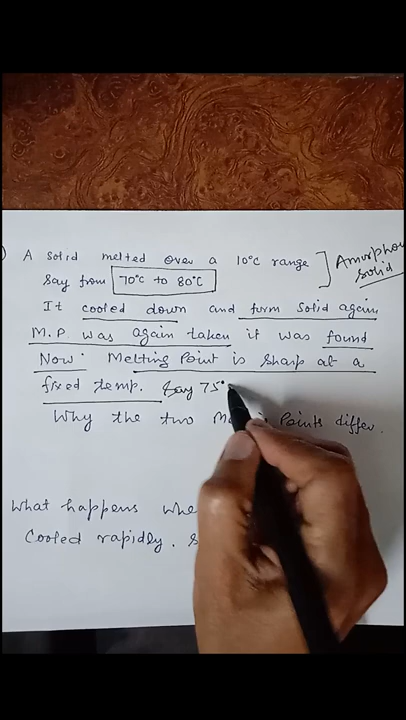 ) A solid melted over a 10°C range ] Amorphou
Say from 70°C to 80°C solid
It cooled down and form solid again
M.P was again taken it was found
Now. Melting Point is sharp at a
fixed temp. Say 75°
Why the two Points differ.
What happens whe
Cooled rapidly. S